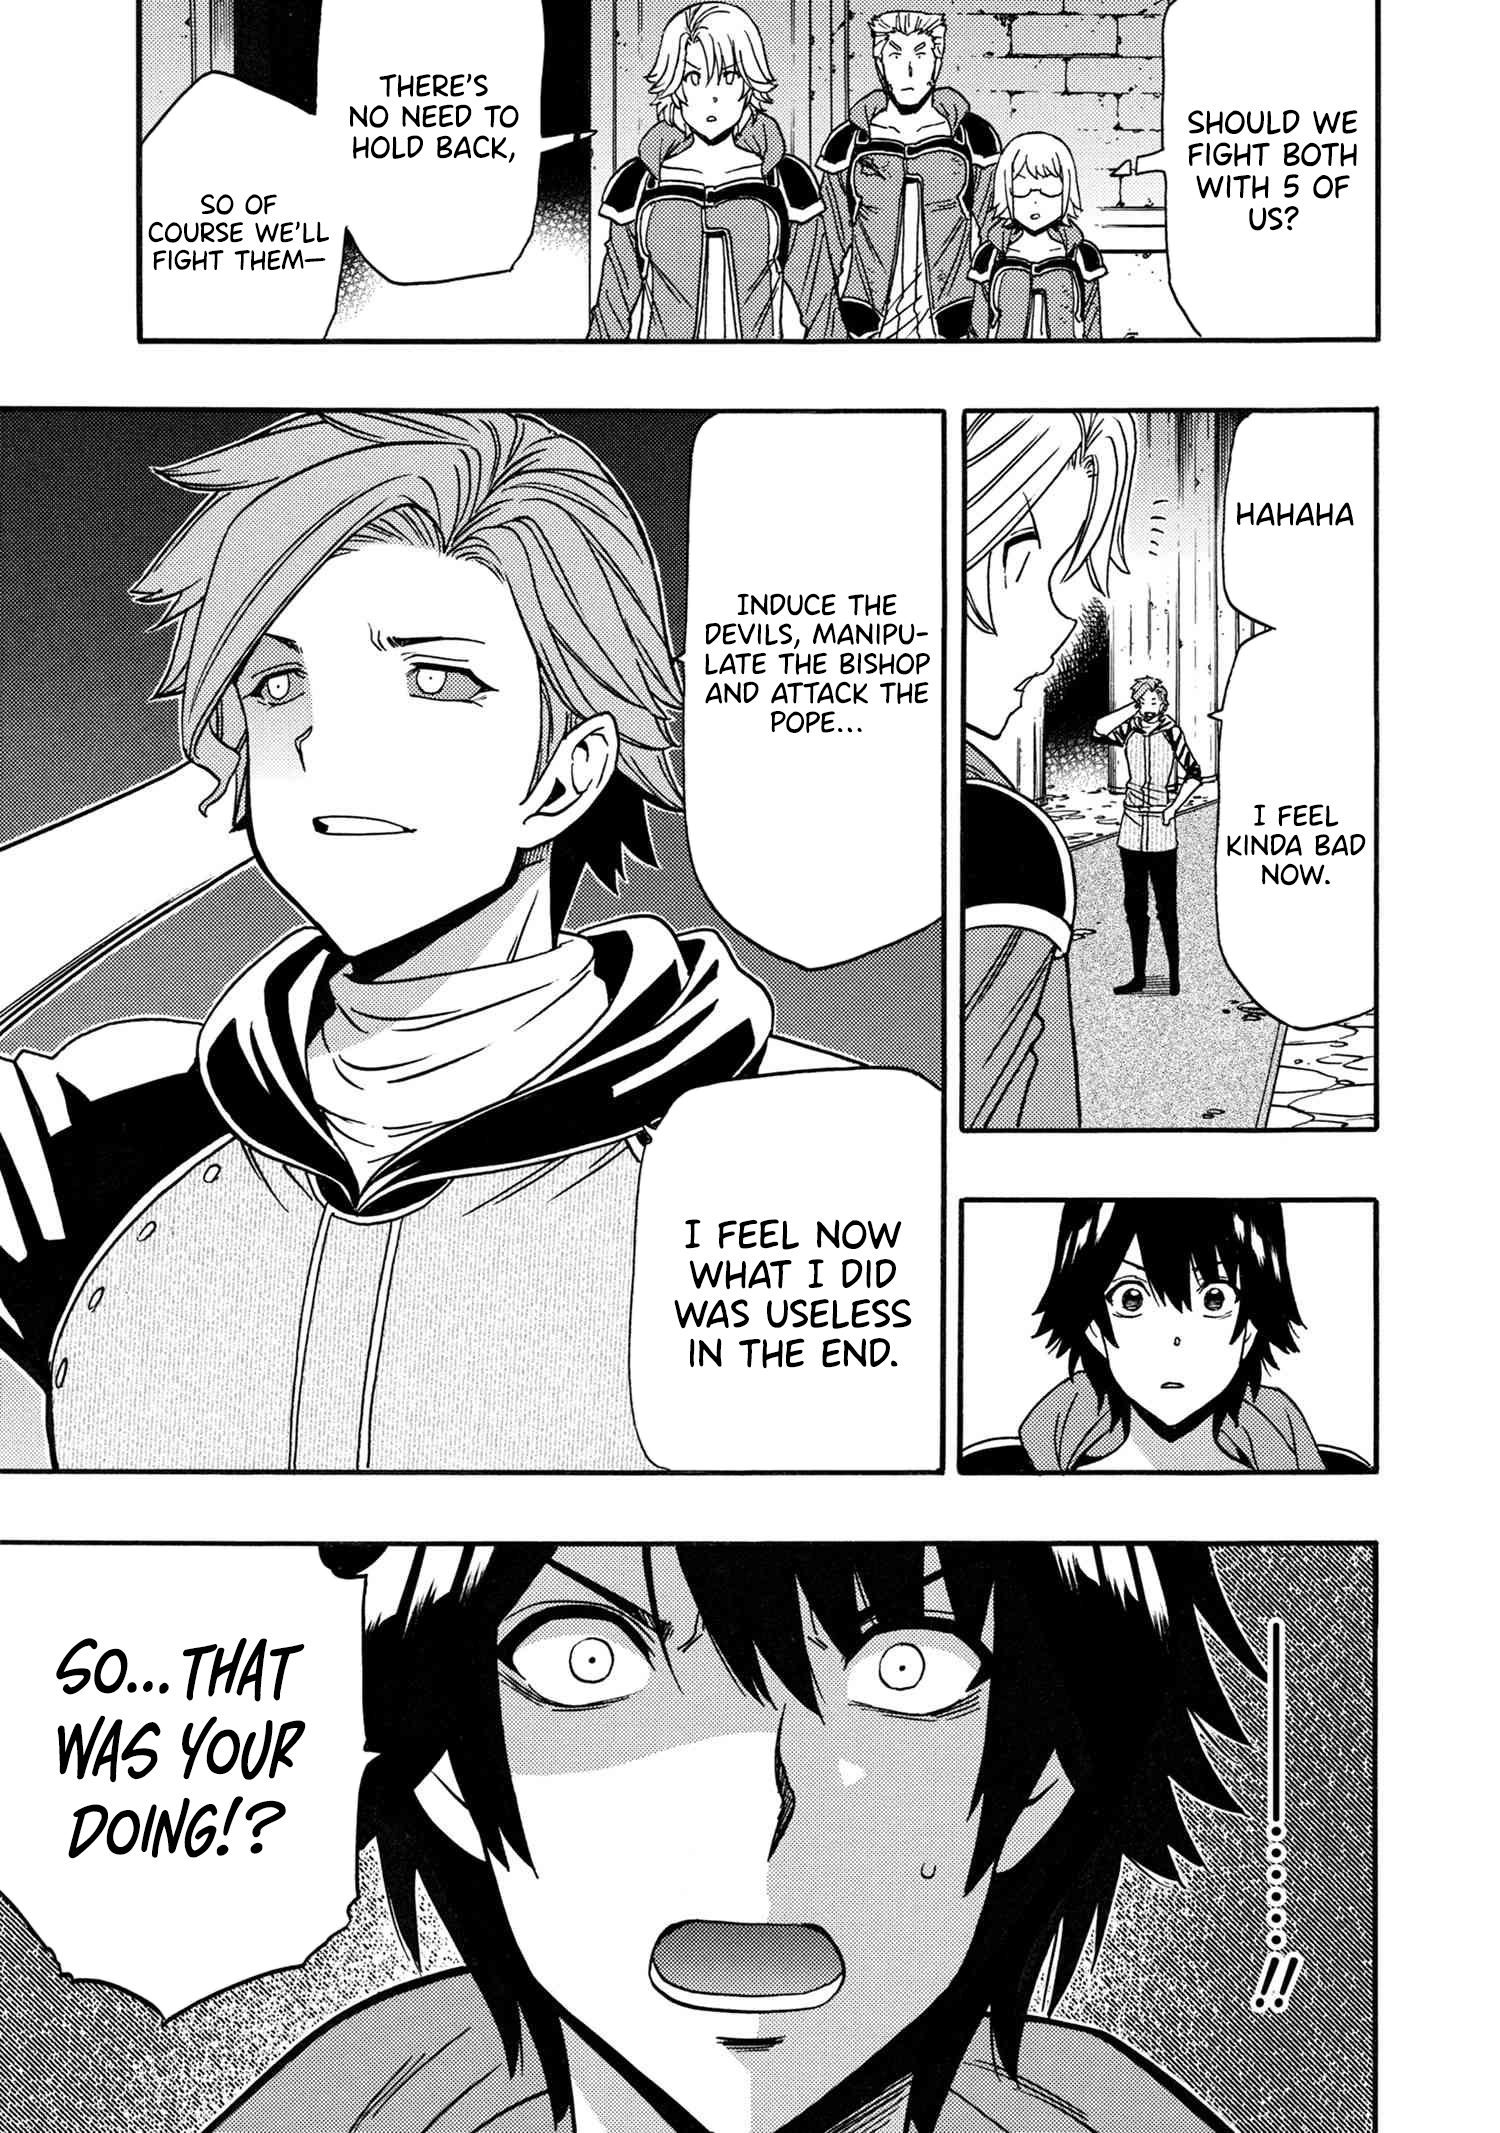 SHOULD WE
FIGHT BOTH
WITH 5 OF
US?
THERE'S
NO NEED TO
HOLD BACK,
SO OF
COURSE WE'LL
FIGHT THEM—
HAHAHA
I FEEL
KINDA BAD
NOW.
INDUCE THE
DEVILS, MANIPU-
LATE THE BISHOP
AND ATTACK THE
POPE...
I FEEL NOW
WHAT I DID
WAS USELESS
IN THE END.
—......!!
SO...THAT
WAS YOUR
DOING!?